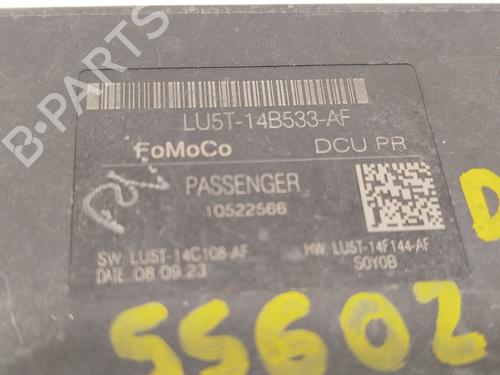 B-PARTS
LU5T-14B533-AF
FoMoCo DCU PR
PASSENGER
10522566
SW: LU5T-14C108-AF HW: LU5T-14F144-AF
DATE: 08.09.23 S0Y0B
D
55602